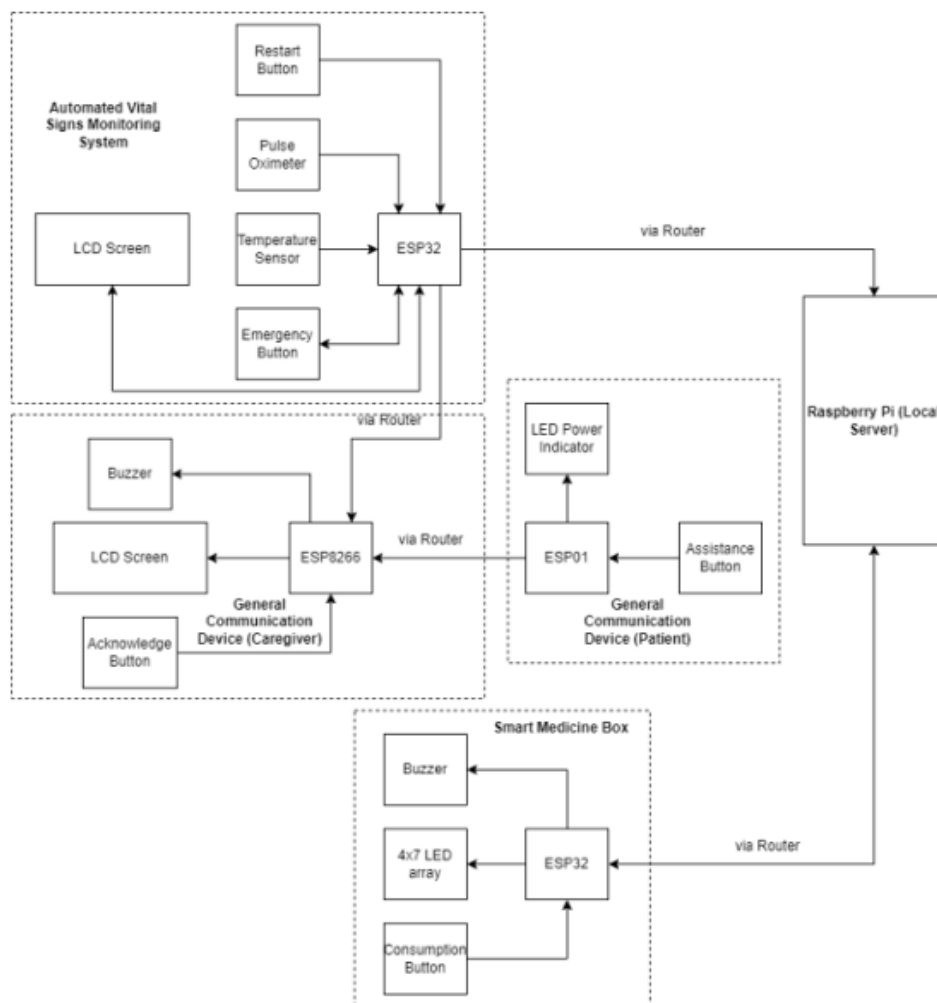 Restart
Button
Automated Vital
Signs Monitoring
System
Pulse
Oximeter
LCD Screen
Temperature
Sensor
ESP32
via Router
Emergency
Button
Raspberry Pi (Local
Server)
via Router
LED Power
Indicator
Buzzer
LCD Screen
ESP8266
via Router
ESP01
Assistance
Button
General
Communication
Device (Caregiver)
General
Communication
Device (Patient)
Acknowledge
Button
Smart Medicine Box
Buzzer
4x7 LED
array
ESP32
via Router
Consumption
Button